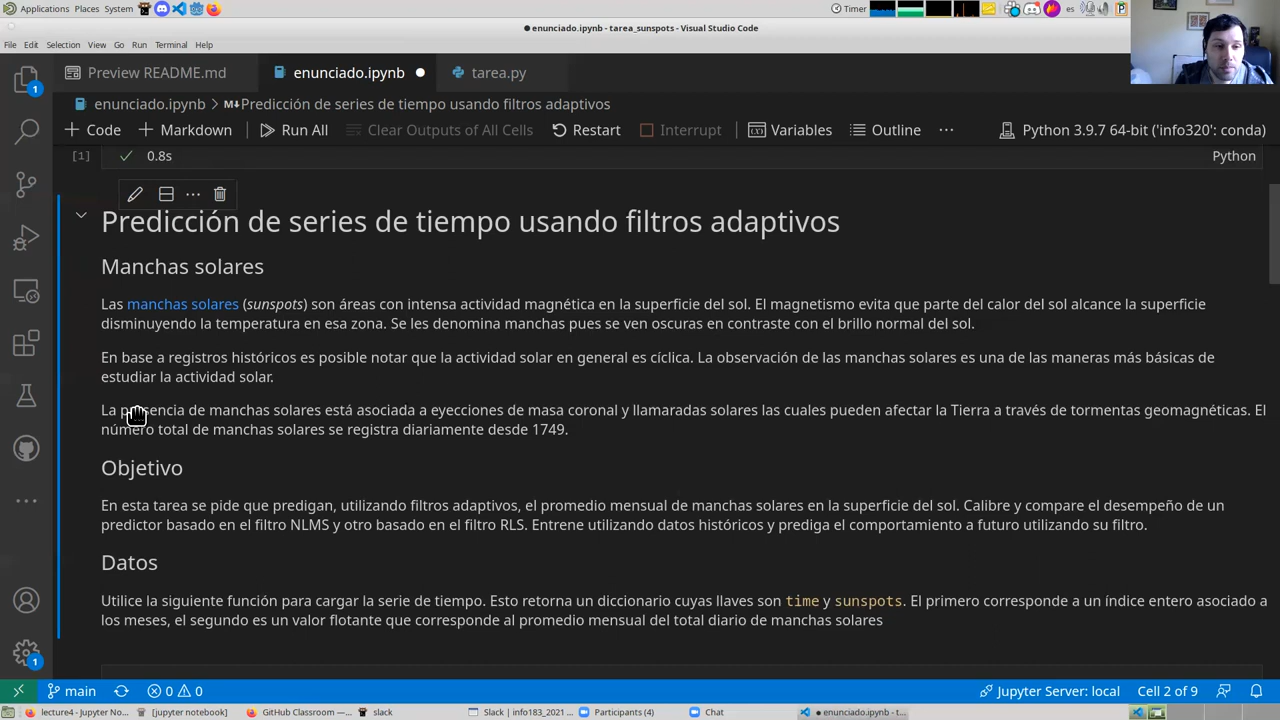 Applications Places System Timer es
enunciado.ipynb - tarea_sunspots - Visual Studio Code
File Edit Selection View Go Run Terminal Help
Preview README.md enunciado.ipynb tarea.py
enunciado.ipynb > Predicción de series de tiempo usando filtros adaptivos
Code Markdown Run All Clear Outputs of All Cells Restart Interrupt Variables Outline ... Python 3.9.7 64-bit ('info320': conda)
[1] 0.8s Python
Predicción de series de tiempo usando filtros adaptivos
Manchas solares
Las manchas solares (sunspots) son áreas con intensa actividad magnética en la superficie del sol. El magnetismo evita que parte del calor del sol alcance la superficie
disminuyendo la temperatura en esa zona. Se les denomina manchas pues se ven oscuras en contraste con el brillo normal del sol.
En base a registros históricos es posible notar que la actividad solar en general es cíclica. La observación de las manchas solares es una de las maneras más básicas de
estudiar la actividad solar.
La presencia de manchas solares está asociada a eyecciones de masa coronal y llamaradas solares las cuales pueden afectar la Tierra a través de tormentas geomagnéticas. El
número total de manchas solares se registra diariamente desde 1749.
Objetivo
En esta tarea se pide que predigan, utilizando filtros adaptivos, el promedio mensual de manchas solares en la superficie del sol. Calibre y compare el desempeño de un
predictor basado en el filtro NLMS y otro basado en el filtro RLS. Entrene utilizando datos históricos y prediga el comportamiento a futuro utilizando su filtro.
Datos
Utilice la siguiente función para cargar la serie de tiempo. Esto retorna un diccionario cuyas llaves son time y sunspots. El primero corresponde a un índice entero asociado a
los meses, el segundo es un valor flotante que corresponde al promedio mensual del total diario de manchas solares
1
1
main 0 0 Jupyter Server: local Cell 2 of 9
lecture4 - Jupyter No... [jupyter notebook] GitHub Classroom —... slack Slack | info183_2021 ... Participants (4) Chat enunciado.ipynb - t...